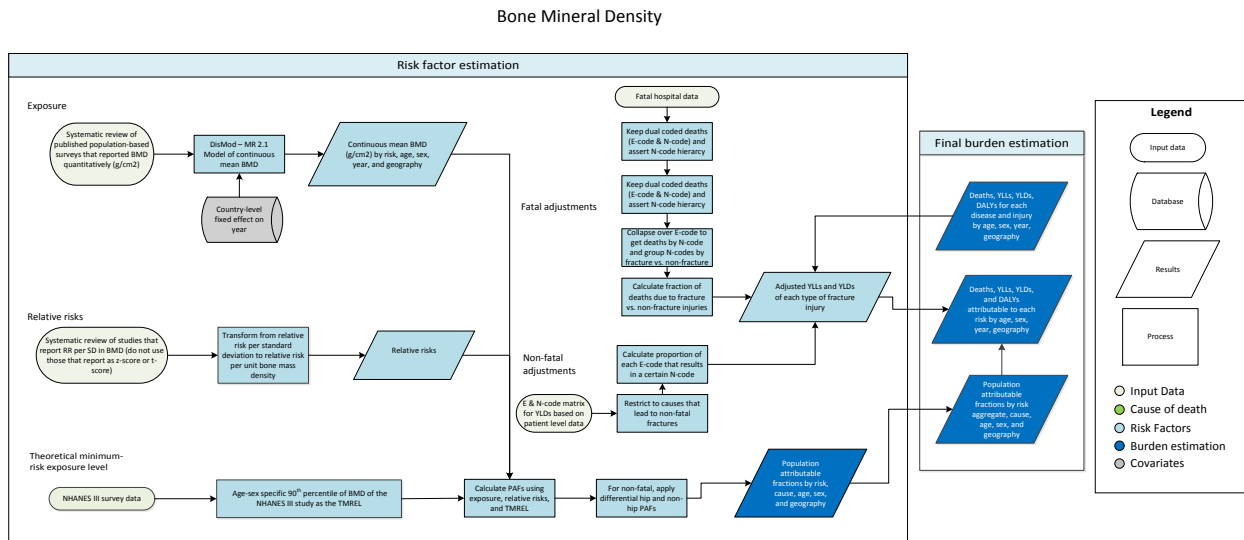 Bone Mineral Density
Risk factor estimation
Exposure
Systematic review of
published population-based
surveys that reported BMD
quantitatively (g/cm2)
DisMod – MR 2.1
Model of continuous
mean BMD
Continuous mean BMD
(g/cm2) by risk, age, sex,
year, and geography
Country-level
fixed effect on
year
Fatal hospital data
Keep dual coded deaths
(E-code & N-code) and
assert N-code hierarchy
Keep dual coded deaths
(E-code & N-code) and
assert N-code hierarchy
Fatal adjustments
Collapse over E-code to
get deaths by N-code
and group N-codes by
fracture vs. non-fracture
Calculate fraction of
deaths due to fracture
vs. non-fracture injuries
Adjusted YLLs and YLDs
of each type of fracture
injury
Relative risks
Systematic review of studies that
report RR per SD in BMD (do not use
those that report as z-score or t-
score)
Transform from relative
risk per standard
deviation to relative risk
per unit bone mass
density
Relative risks
Non-fatal
adjustments
Calculate proportion of
each E-code that results
in a certain N-code
E & N-code matrix
for YLDs based on
patient level data
Restrict to causes that
lead to non-fatal
fractures
Theoretical minimum-
risk exposure level
NHANES III survey data
Age-sex specific 90th percentile of BMD of the
NHANES III study as the TMREL
Calculate PAFs using
exposure, relative risks,
and TMREL
For non-fatal, apply
differential hip and non-
hip PAFs
Population
attributable
fractions by risk,
cause, age, sex,
and geography
Final burden estimation
Deaths, YLLs, YLDs,
DALYs for each
disease and injury
by age, sex, year,
geography
Deaths, YLLs, YLDs,
and DALYs
attributable to each
risk by age, sex,
year, geography
Population
attributable
fractions by risk
aggregate, cause,
age, sex, and
geography
Legend
Input data
Database
Results
Process
Input Data
Cause of death
Risk Factors
Burden estimation
Covariates